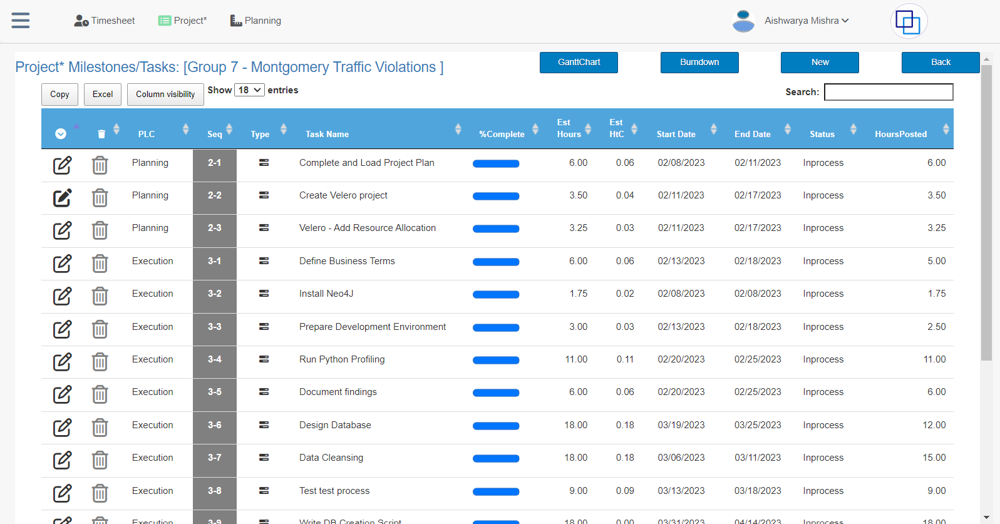 Timesheet Project* Planning Aishwarya Mishra
Project* Milestones/Tasks: [Group 7 - Montgomery Traffic Violations ] GanttChart Burndown New Back
Copy Excel Column visibility Show 18 entries Search:
PLC Seq Type Task Name %Complete Est Hours Est HtC Start Date End Date Status HoursPosted
Planning 2-1 Complete and Load Project Plan 6.00 0.06 02/08/2023 02/11/2023 Inprocess 6.00
Planning 2-2 Create Velero project 3.50 0.04 02/11/2023 02/17/2023 Inprocess 3.50
Planning 2-3 Velero - Add Resource Allocation 3.25 0.03 02/11/2023 02/17/2023 Inprocess 3.25
Execution 3-1 Define Business Terms 6.00 0.06 02/13/2023 02/18/2023 Inprocess 5.00
Execution 3-2 Install Neo4J 1.75 0.02 02/08/2023 02/08/2023 Inprocess 1.75
Execution 3-3 Prepare Development Environment 3.00 0.03 02/13/2023 02/18/2023 Inprocess 2.50
Execution 3-4 Run Python Profiling 11.00 0.11 02/20/2023 02/25/2023 Inprocess 11.00
Execution 3-5 Document findings 6.00 0.06 02/20/2023 02/25/2023 Inprocess 6.00
Execution 3-6 Design Database 18.00 0.18 03/19/2023 03/25/2023 Inprocess 12.00
Execution 3-7 Data Cleansing 18.00 0.18 03/06/2023 03/11/2023 Inprocess 15.00
Execution 3-8 Test test process 9.00 0.09 03/13/2023 03/18/2023 Inprocess 9.00
Execution 3-9 Write DB Creation Script 18.00 0.00 03/31/2023 04/14/2023 Inprocess 18.00